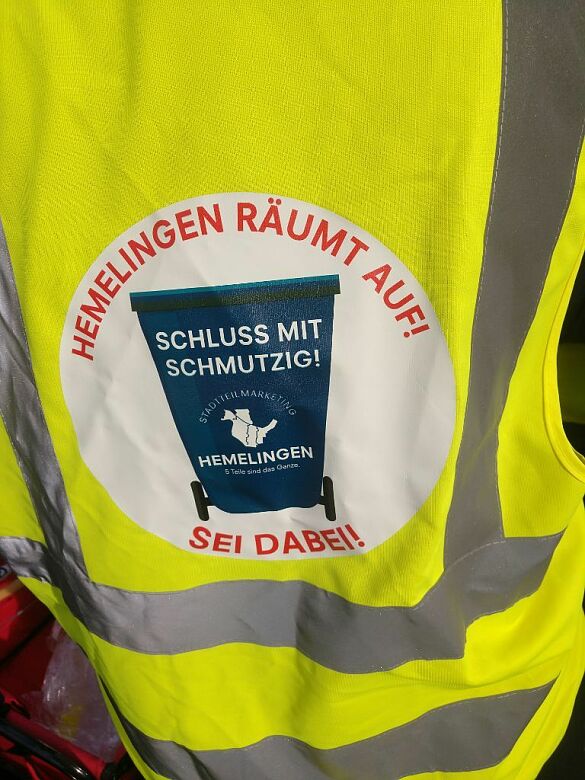 HEMELINGEN RÄUMT AUF!
SCHLUSS MIT
SCHMUTZIG!
STADTTEILMARKETING
HEMELINGEN
5 Teile sind das Ganze.
SEI DABEI!